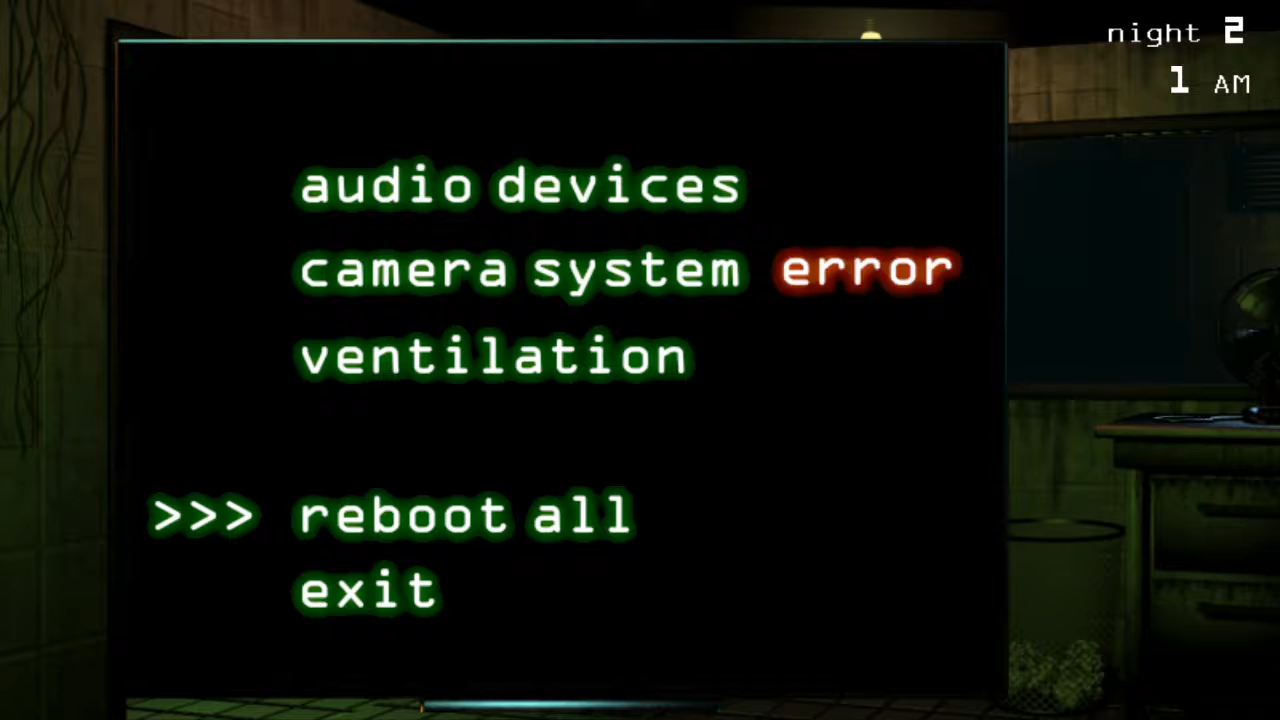 night 2
1 AM
audio devices
camera system error
ventilation
>>> reboot all
exit